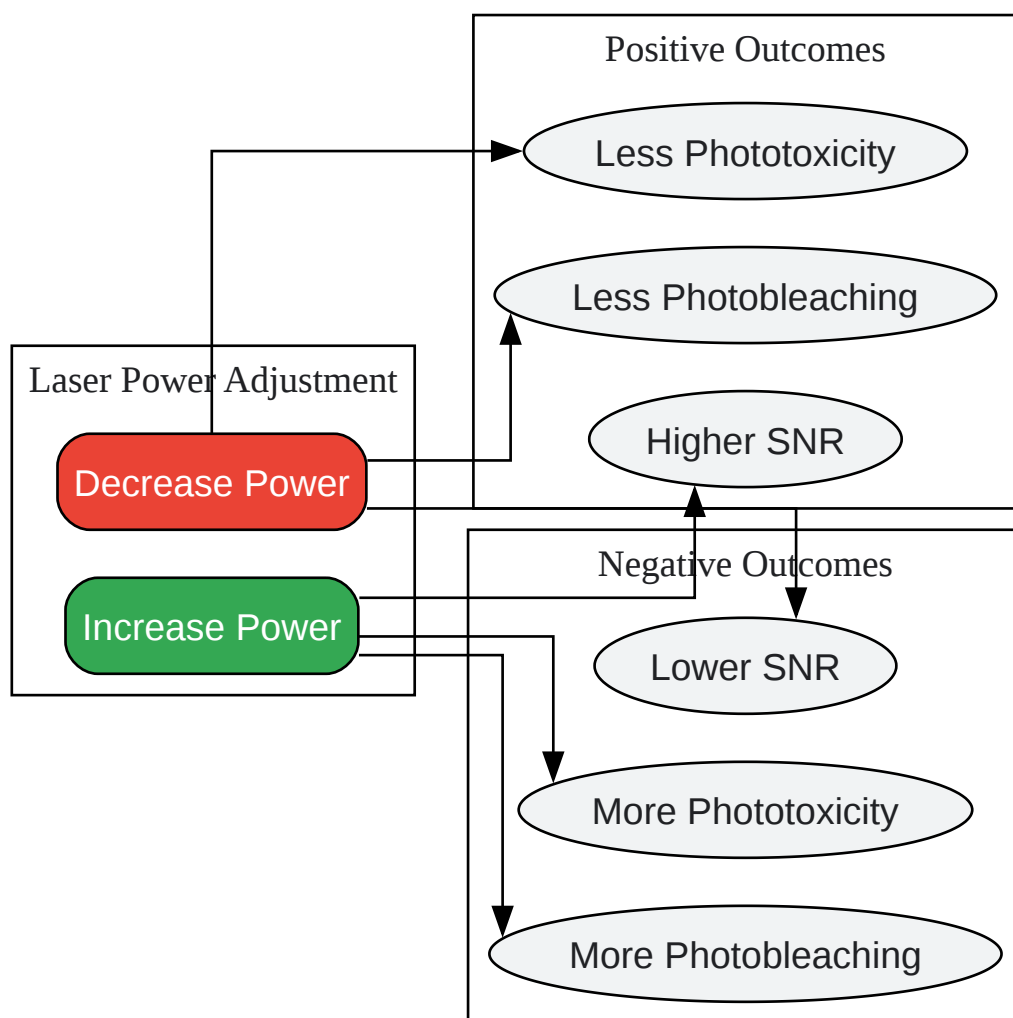 Positive Outcomes
Less Phototoxicity
Less Photobleaching
Higher SNR
Laser Power Adjustment
Decrease Power
Increase Power
Negative Outcomes
Lower SNR
More Phototoxicity
More Photobleaching